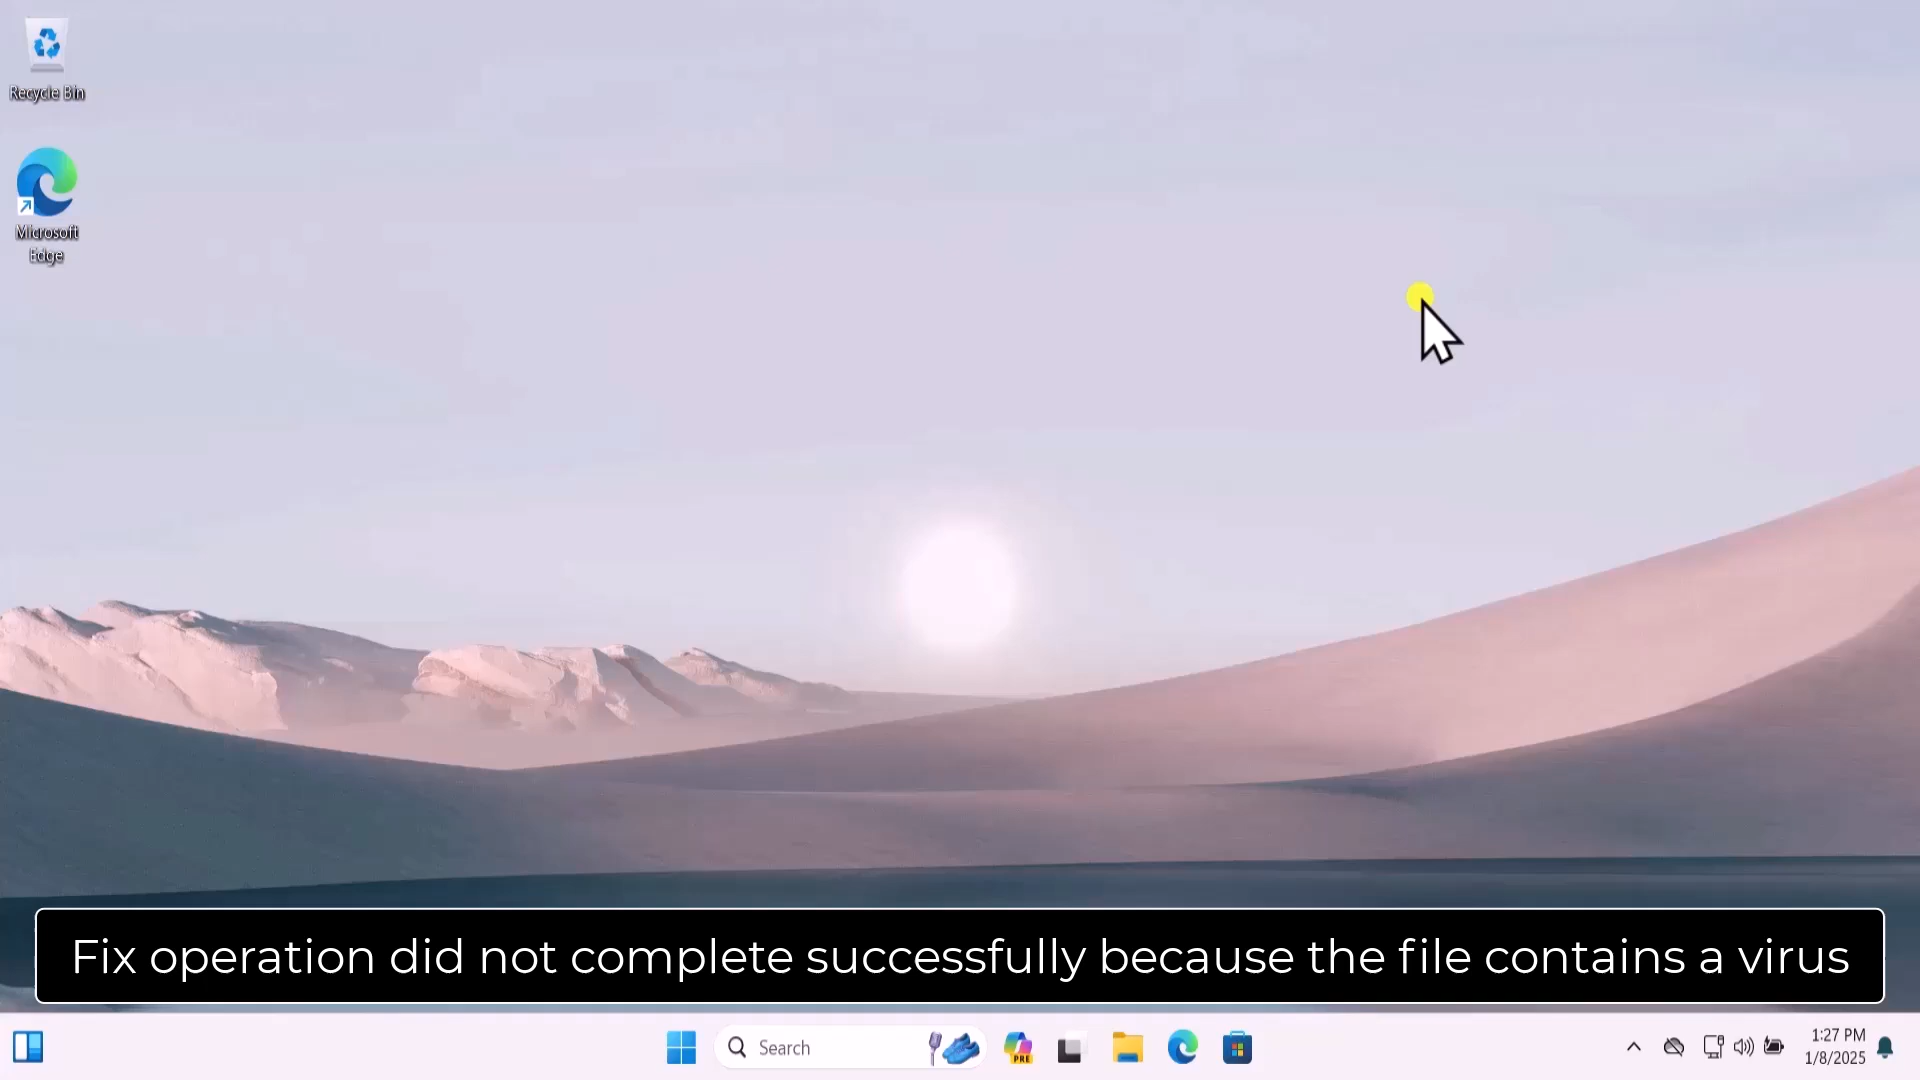 Recycle Bin
Microsoft
Edge
Fix operation did not complete successfully because the file contains a virus
Search
PRE
1:27 PM
1/8/2025